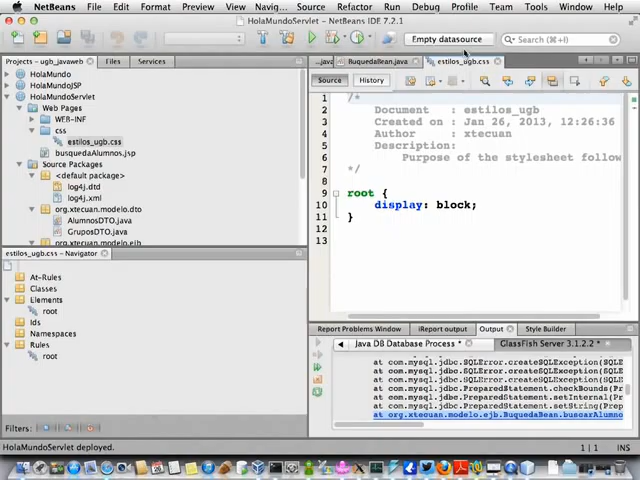 NetBeans File Edit Format View Navig... Source Refactor Run Debug Profile Team Tools Window Help
HolaMundoServlet - NetBeans IDE 7.2.1
Empty datasource
Search (⌘+I)
Projects - ugb_javaweb Files Services
...java BuquedaBean.java estilos_ugb.css
HolaMundo
HolaMundoJSP
HolaMundoServlet
Web Pages
WEB-INF
css
estilos_ugb.css
busquedaAlumnos.jsp
Source Packages
<default package>
log4j.dtd
log4j.xml
org.xtecuan.modelo.dto
AlumnosDTO.java
GruposDTO.java
org.xtecuan.modelo.ejb
Source History
1 /*
2 Document : estilos_ugb
3 Created on : Jan 26, 2013, 12:26:36
4 Author : xtecuan
5 Description:
6 Purpose of the stylesheet follow
7 */
8
9 root {
10 display: block;
11 }
12
13
estilos_ugb.css - Navigator
At-Rules
Classes
Elements
root
Ids
Namespaces
Rules
root
Filters:
Report Problems Window iReport output Output Style Builder
Java DB Database Process * GlassFish Server 3.1.2.2 *
at com.mysql.jdbc.SQLError.createSQLException(SQLE
at com.mysql.jdbc.SQLError.createSQLException(SQLE
at com.mysql.jdbc.PreparedStatement.checkBounds(Pr
at com.mysql.jdbc.PreparedStatement.setInternal(Pr
at com.mysql.jdbc.PreparedStatement.setString(Prep
at org.xtecuan.modelo.ejb.BuquedaBean.buscarAlumno
HolaMundoServlet deployed.
1 | 1 INS